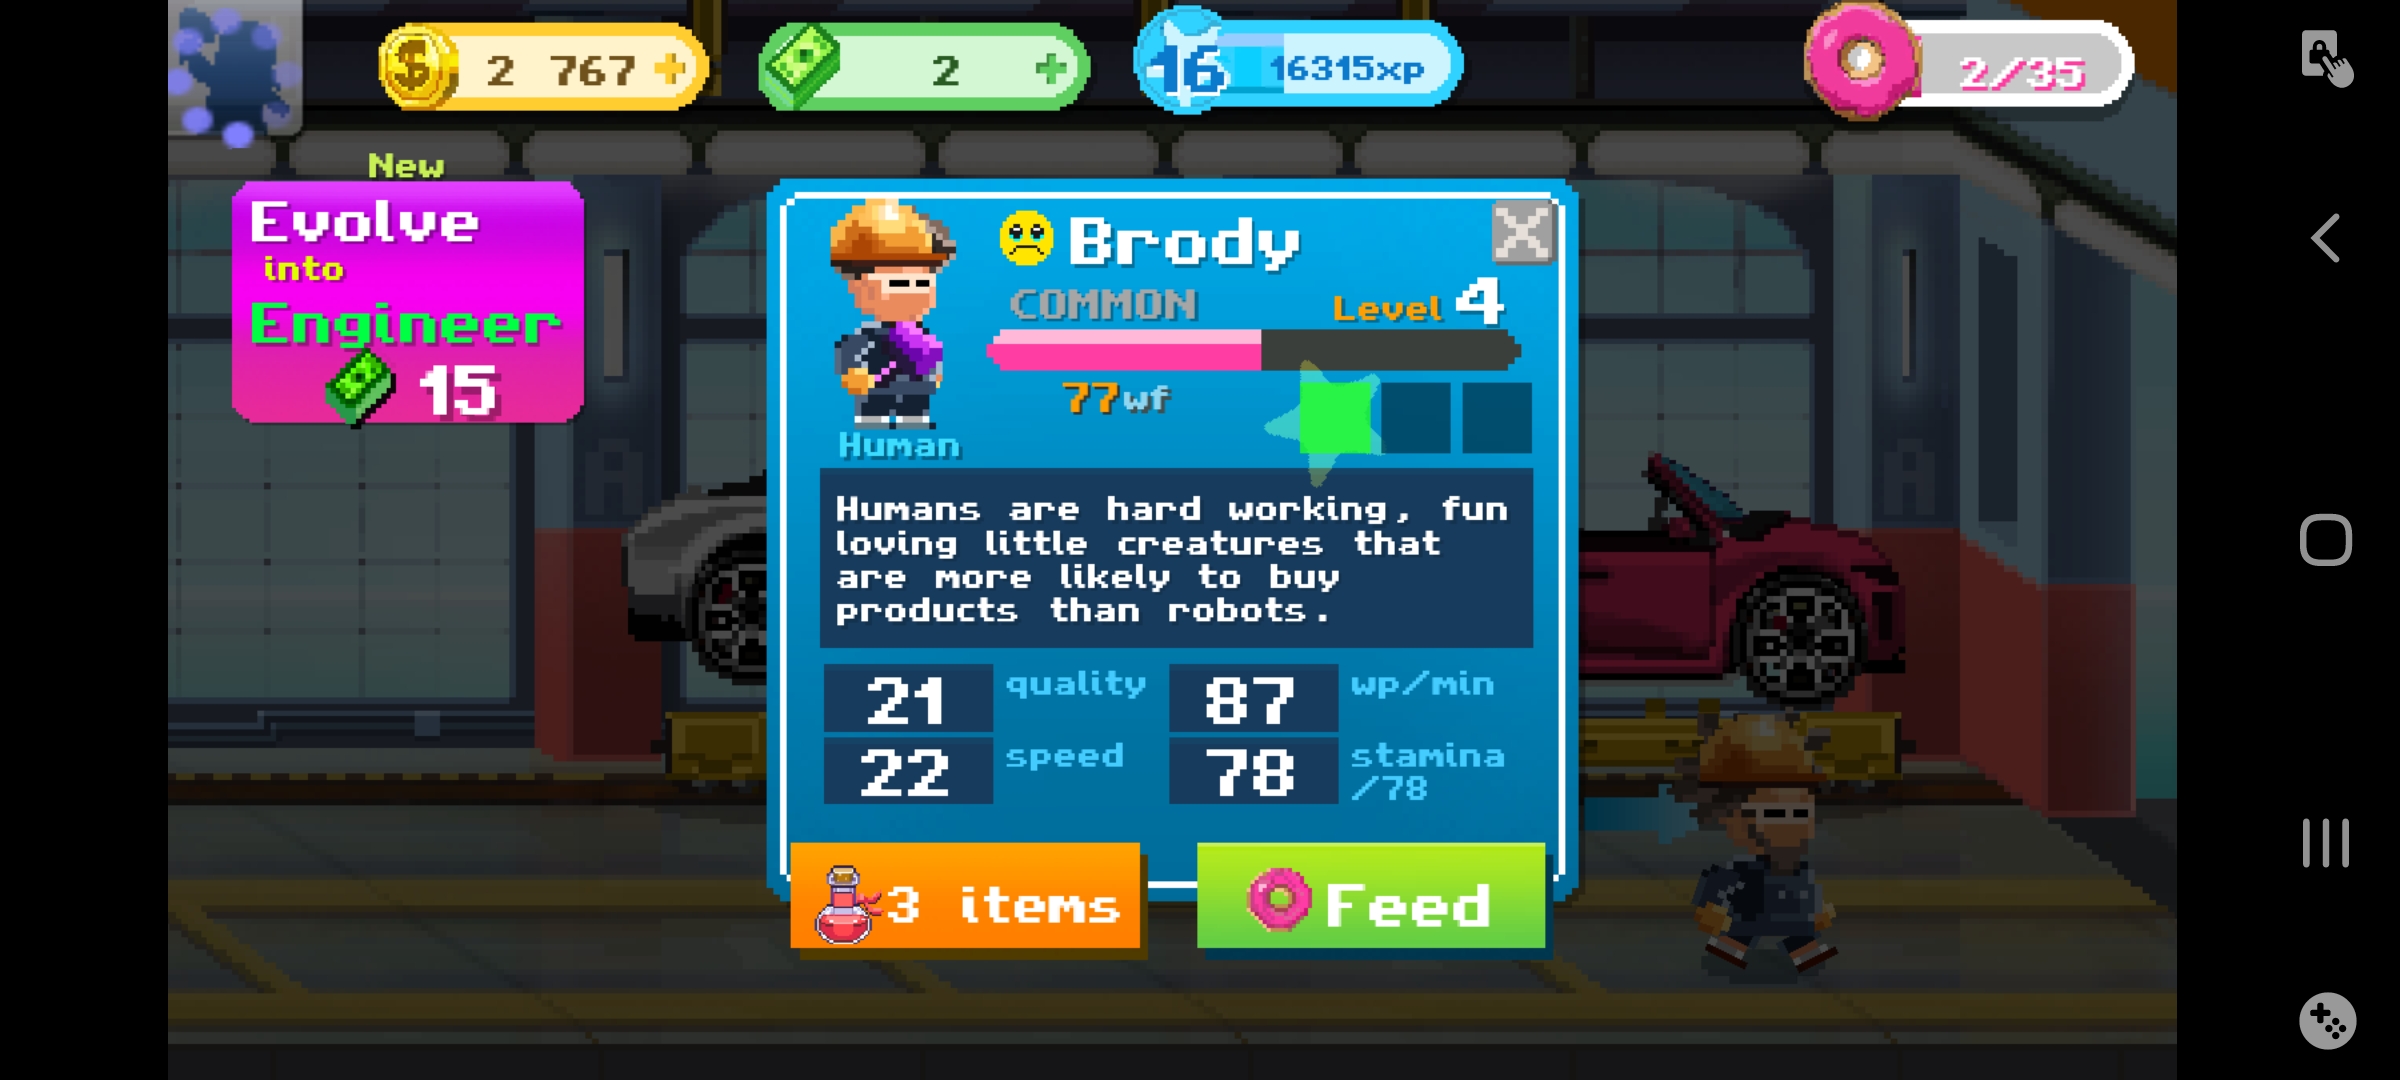 2 767 +
2 +
16 16315xp
2/35
New
Evolve
into
Engineer
15
Brody
COMMON Level 4
77wf
Human
Humans are hard working, fun
loving little creatures that
are more likely to buy
products than robots.
21 quality 87 wp/min
22 speed 78 stamina
/78
3 items
Feed